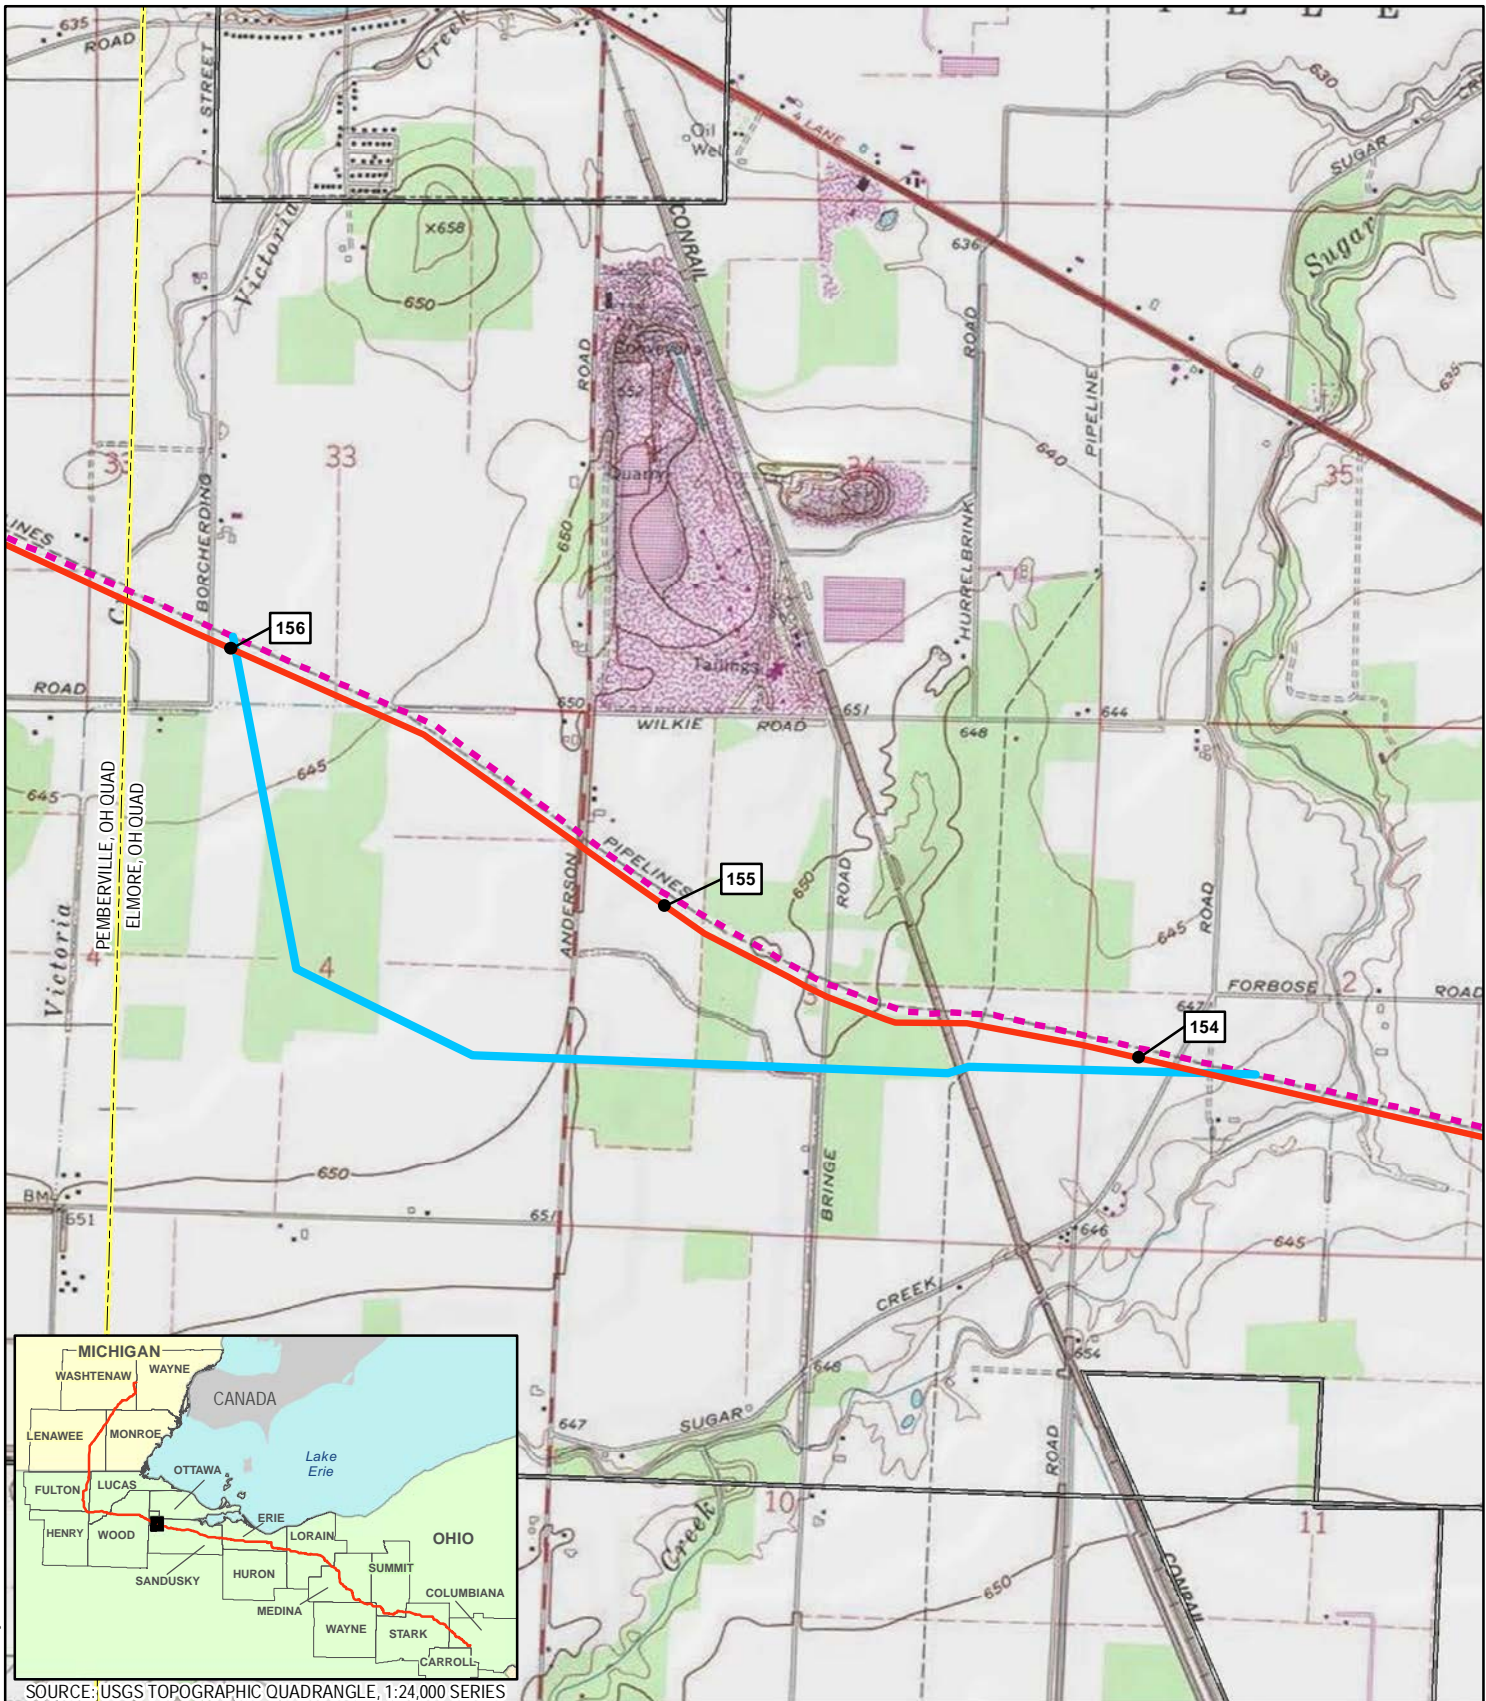 635
ROAD
STREET
Creek
Oil
Well
4 LANE
630
SUGAR
CONRAIL
Victoria
×658
650
636
Sugar
ROAD
ROAD
PIPELINE
635
33
640
34
35
Quarry
BORCHERDING
650
HURRELBRINK
156
Tailings
ROAD
650
WILKIE ROAD
651
648
644
645
645
PEMBERVILLE, OH QUAD
ELMORE, OH QUAD
PIPELINES
155
650
ROAD
ROAD
ANDERSON
Victoria
4
4
645
3
FORBOSE
2
ROAD
647
154
650
BM
651
651
BRINGE
646
645
CREEK
654
648
SUGAR
647
ROAD
Creek
10
11
CONRAIL
650
MICHIGAN
WASHTENAW
WAYNE
CANADA
LENAWEE
MONROE
Lake
Erie
OTTAWA
FULTON
LUCAS
ERIE
HENRY
WOOD
LORAIN
OHIO
SANDUSKY
HURON
SUMMIT
MEDINA
COLUMBIANA
WAYNE
STARK
CARROLL
SOURCE: USGS TOPOGRAPHIC QUADRANGLE, 1:24,000 SERIES